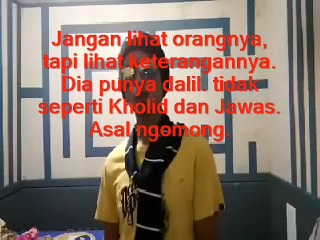 Jangan lihat orangnya,
tapi lihat keterangannya.
Dia punya dalil. tidak
seperti Kholid dan Jawas.
Asal ngomong.